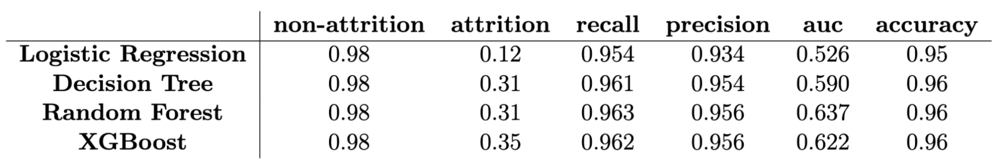 non-attrition attrition recall precision auc accuracy
Logistic Regression 0.98 0.12 0.954 0.934 0.526 0.95
Decision Tree 0.98 0.31 0.961 0.954 0.590 0.96
Random Forest 0.98 0.31 0.963 0.956 0.637 0.96
XGBoost 0.98 0.35 0.962 0.956 0.622 0.96